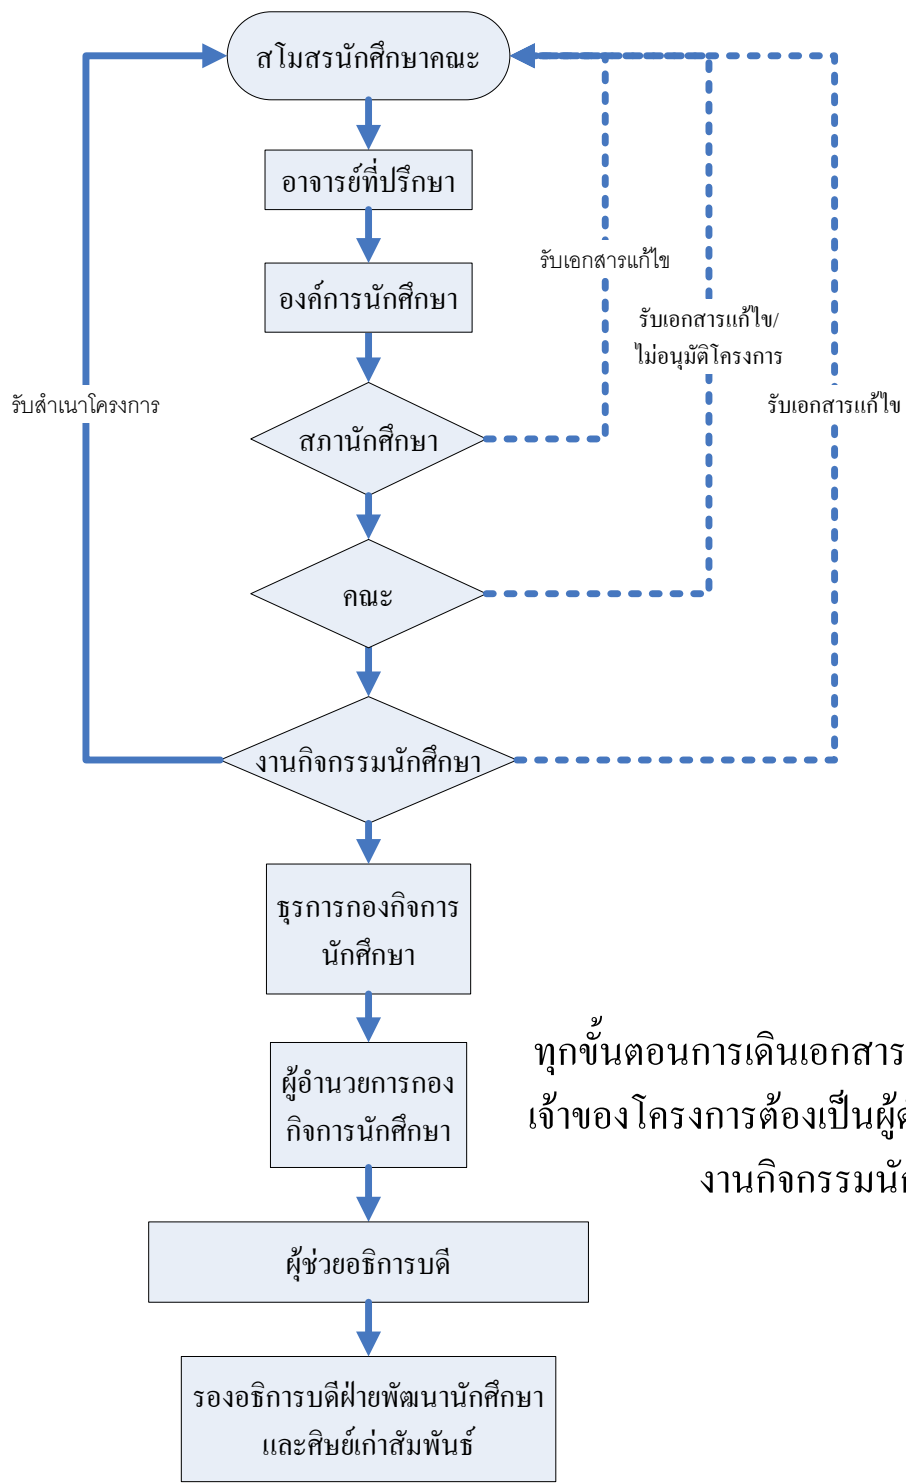 สโมสรนักศึกษาคณะ
อาจารย์ที่ปรึกษา
องค์การนักศึกษา
รับเอกสารแก้ไข
รับเอกสารแก้ไข/
ไม่อนุมัติโครงการ
รับสำเนาโครงการ
รับเอกสารแก้ไข
สภานักศึกษา
คณะ
งานกิจกรรมนักศึกษา
ธุรการกองกิจการ
นักศึกษา
ผู้อำนวยการกอง
กิจการนักศึกษา
ทุกขั้นตอนการเดินเอกสาร
เจ้าของโครงการต้องเป็นผู้
งานกิจกรรม
ผุ้ช่วยอธิการบดี
รองอธิการบดีฝ่ายพัฒนานักศึกษา
และศิษย์เก่าสัมพันธ์